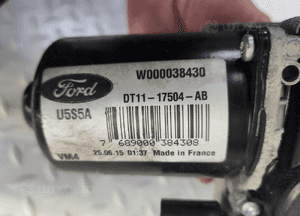 W000038430
Ford
DT11-17504-AB
U5S5A
7 689000 384308
VM4 25.06.15 01:37 Made in France